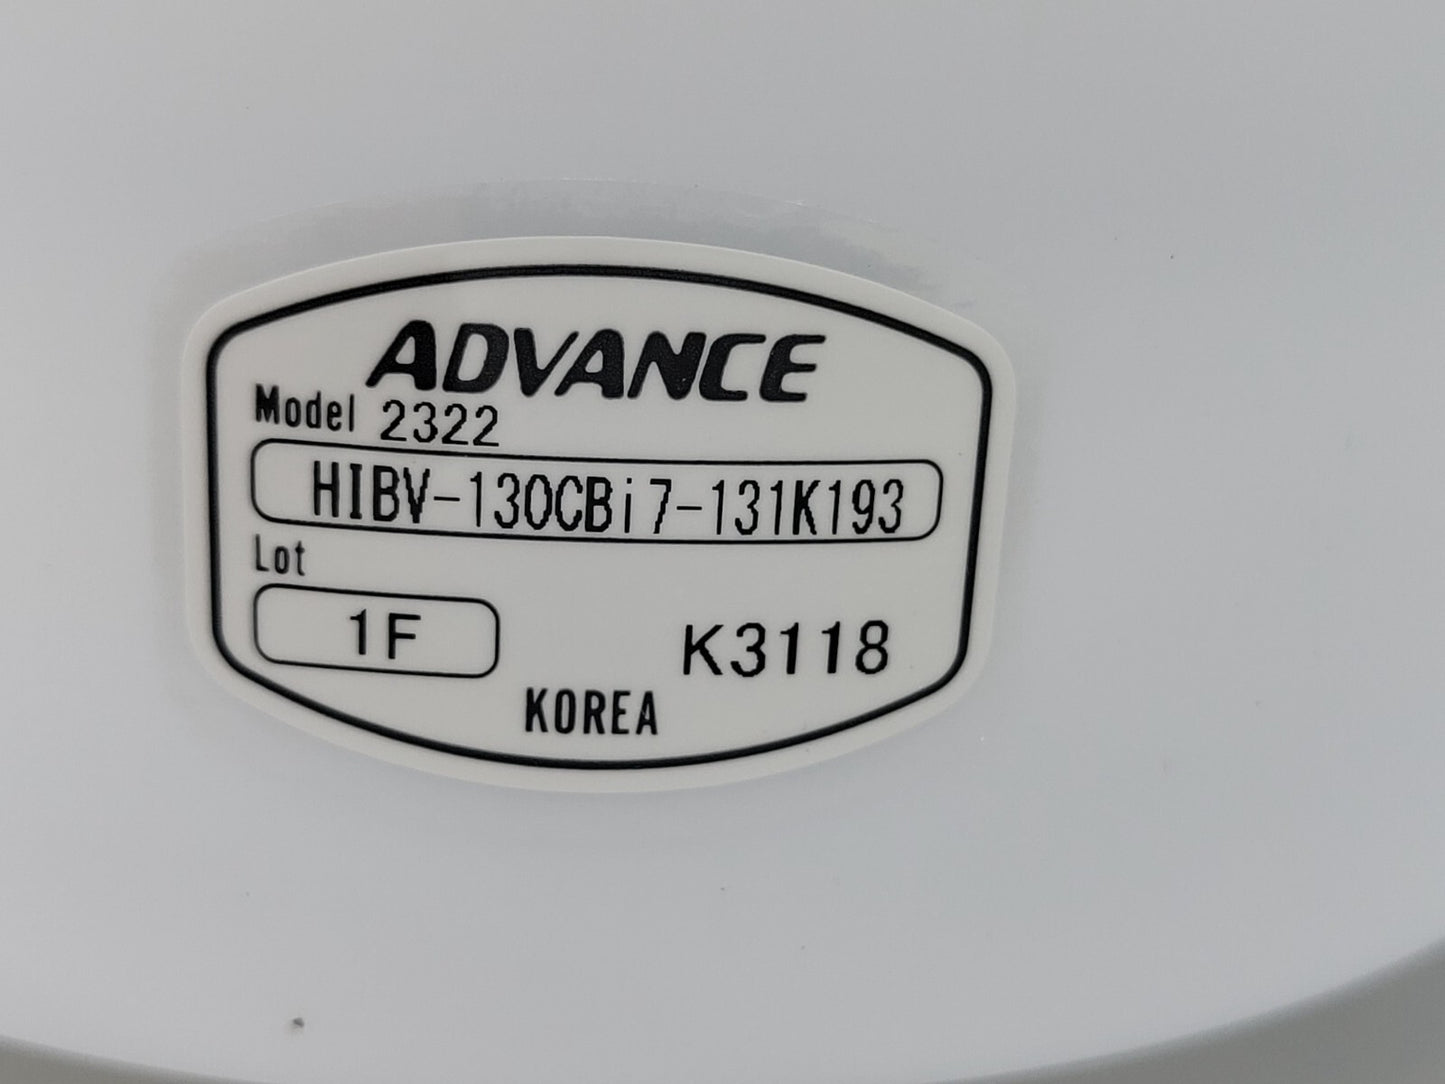 ADVANCE
Model 2322
HIBV-130CBi7-131K193
Lot
1F K3118
KOREA